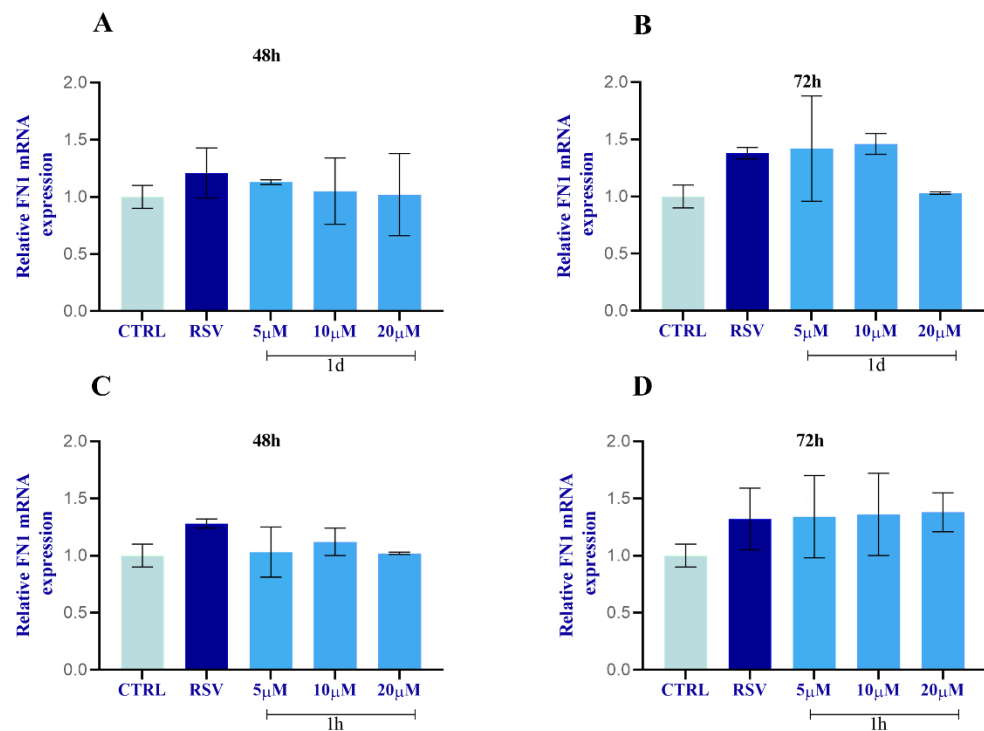 A
48h
Relative FN1 mRNA
expression
2.0
1.5
1.0
0.5
0.0
CTRL RSV 5μM 10μM 20μM
1d
B
72h
Relative FN1 mRNA
expression
2.0
1.5
1.0
0.5
0.0
CTRL RSV 5μM 10μM 20μM
1d
C
48h
Relative FN1 mRNA
expression
2.0
1.5
1.0
0.5
0.0
CTRL RSV 5μM 10μM 20μM
1h
D
72h
Relative FN1 mRNA
expression
2.0
1.5
1.0
0.5
0.0
CTRL RSV 5μM 10μM 20μM
1h